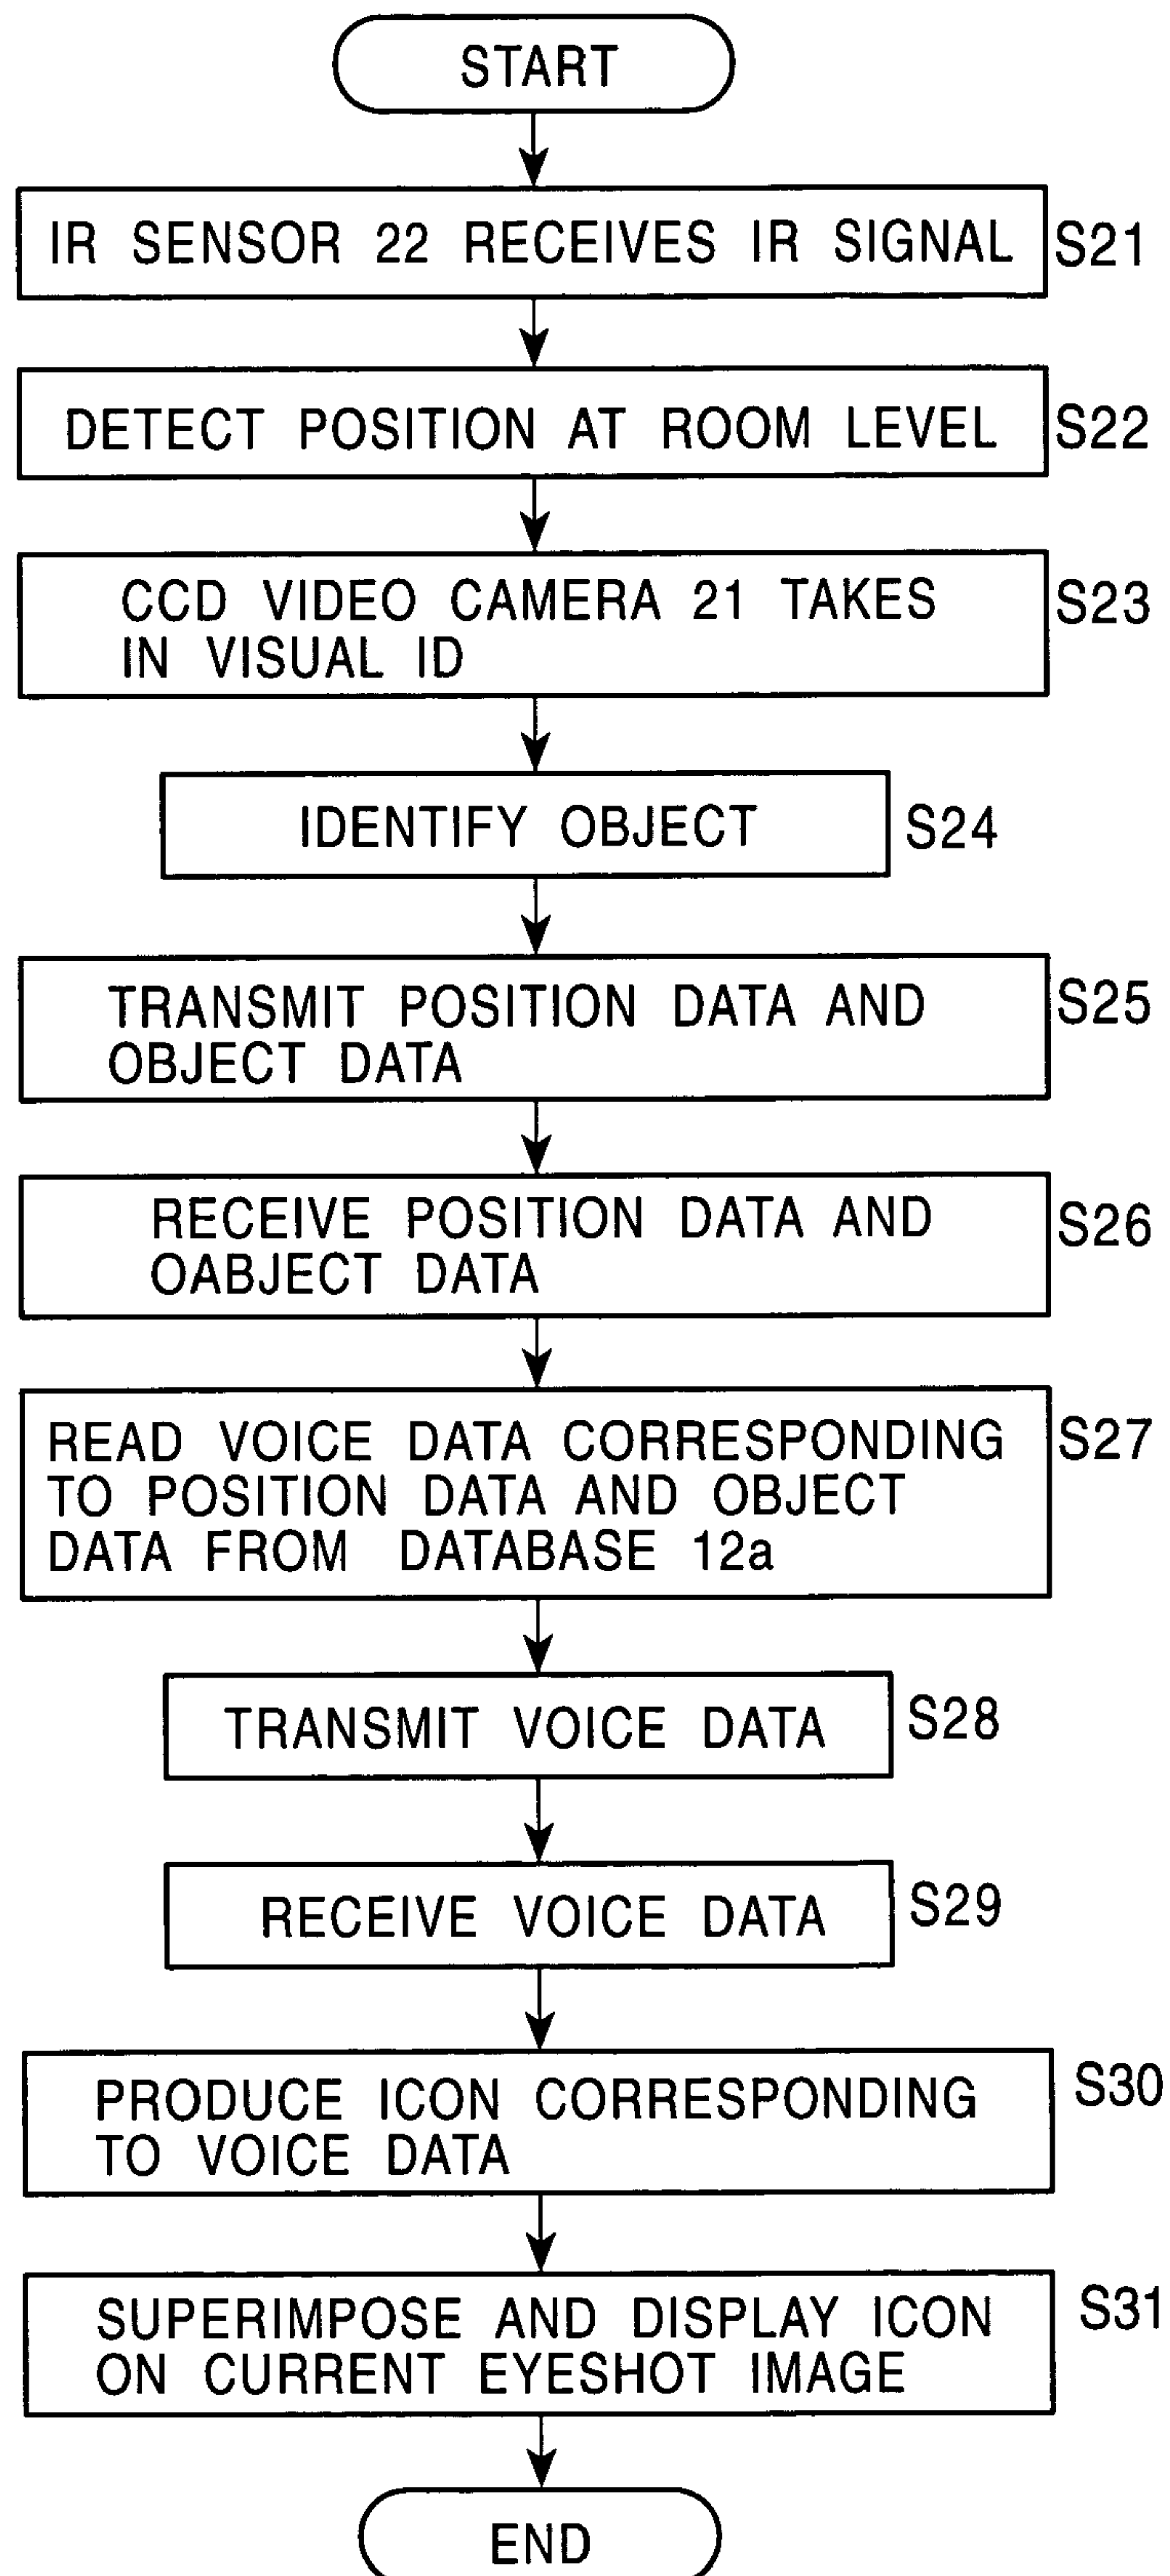 START
IR SENSOR 22 RECEIVES IR SIGNAL S21
DETECT POSITION AT ROOM LEVEL S22
CCD VIDEO CAMERA 21 TAKES S23
IN VISUAL ID
IDENTIFY OBJECT S24
TRANSMIT POSITION DATA AND S25
OBJECT DATA
RECEIVE POSITION DATA AND S26
OABJECT DATA
READ VOICE DATA CORRESPONDING S27
TO POSITION DATA AND OBJECT
DATA FROM DATABASE 12a
TRANSMIT VOICE DATA S28
RECEIVE VOICE DATA S29
PRODUCE ICON CORRESPONDING S30
TO VOICE DATA
SUPERIMPOSE AND DISPLAY ICON S31
ON CURRENT EYESHOT IMAGE
END